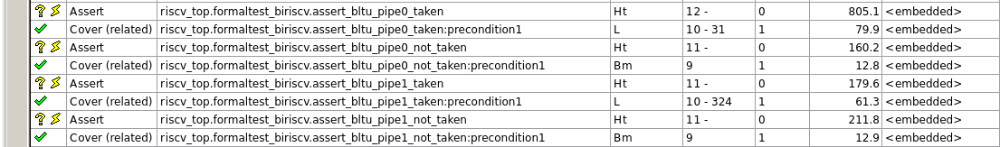 Assert riscv_top.formaltest_biriscv.assert_bltu_pipe0_taken Ht 12 - 0 805.1 <embedded>
Cover (related) riscv_top.formaltest_biriscv.assert_bltu_pipe0_taken:precondition1 L 10 - 31 1 79.9 <embedded>
Assert riscv_top.formaltest_biriscv.assert_bltu_pipe0_not_taken Ht 11 - 0 160.2 <embedded>
Cover (related) riscv_top.formaltest_biriscv.assert_bltu_pipe0_not_taken:precondition1 Bm 9 1 12.8 <embedded>
Assert riscv_top.formaltest_biriscv.assert_bltu_pipe1_taken Ht 11 - 0 179.6 <embedded>
Cover (related) riscv_top.formaltest_biriscv.assert_bltu_pipe1_taken:precondition1 L 10 - 324 1 61.3 <embedded>
Assert riscv_top.formaltest_biriscv.assert_bltu_pipe1_not_taken Ht 11 - 0 211.8 <embedded>
Cover (related) riscv_top.formaltest_biriscv.assert_bltu_pipe1_not_taken:precondition1 Bm 9 1 12.9 <embedded>